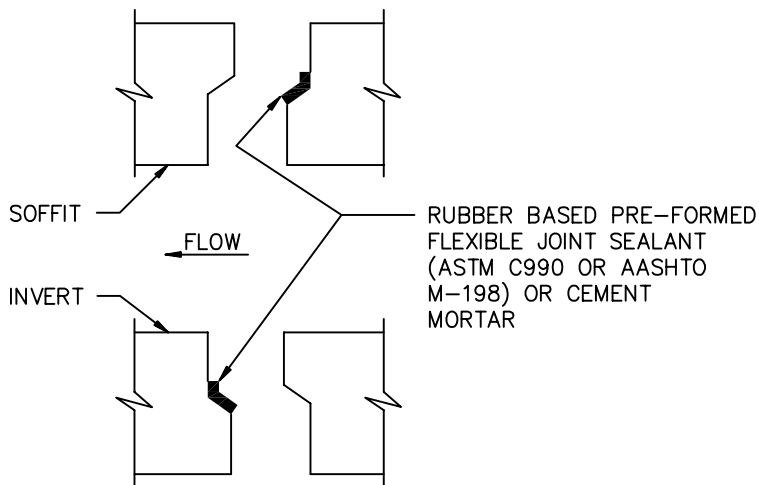 SOFFIT
FLOW
INVERT
RUBBER BASED PRE-FORMED
FLEXIBLE JOINT SEALANT
(ASTM C990 OR AASHTO
M-198) OR CEMENT
MORTAR